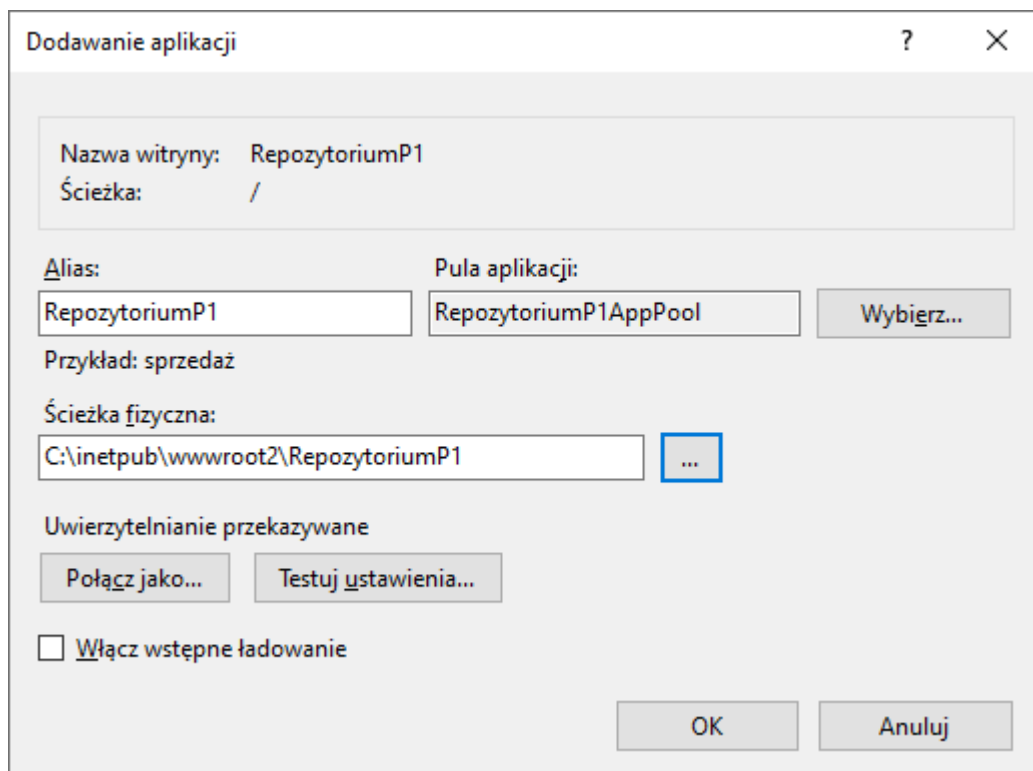 Dodawanie aplikacji ?
Nazwa witryny: RepozytoriumP1
Ścieżka: /
Alias: Pula aplikacji:
RepozytoriumP1 RepozytoriumP1AppPool Wybierz...
Przykład: sprzedaż
Ścieżka fizyczna:
C:\inetpub\wwwroot2\RepozytoriumP1 ...
Uwierzytelnianie przekazywane
Połącz jako... Testuj ustawienia...
Włącz wstępne ładowanie
OK Anuluj